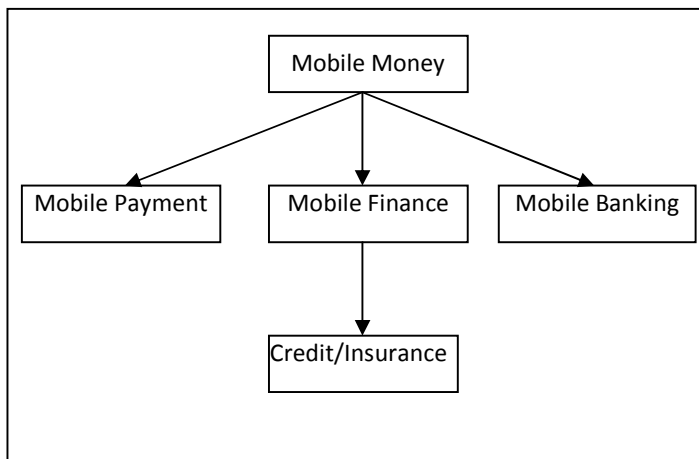 Mobile Money
Mobile Payment
Mobile Finance
Mobile Banking
Credit/Insurance